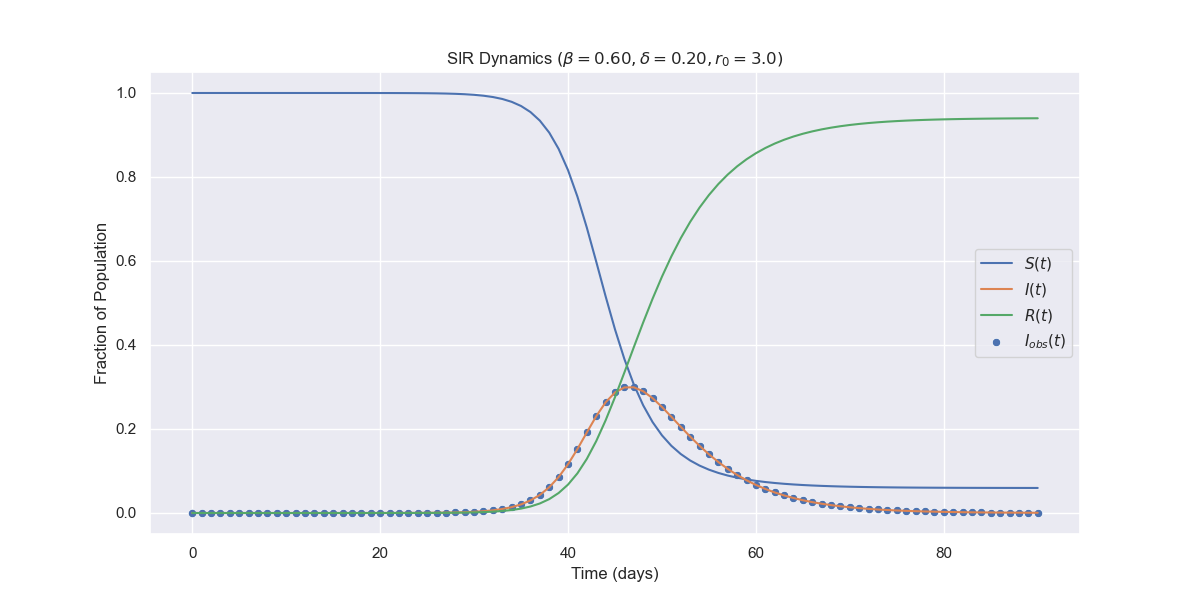 SIR Dynamics (β = 0.60, δ = 0.20, r₀ = 3.0)
1.0
0.8
0.6
0.4
0.2
0.0
Fraction of Population
S(t)
I(t)
R(t)
I_obs(t)
0 20 40 60 80
Time (days)